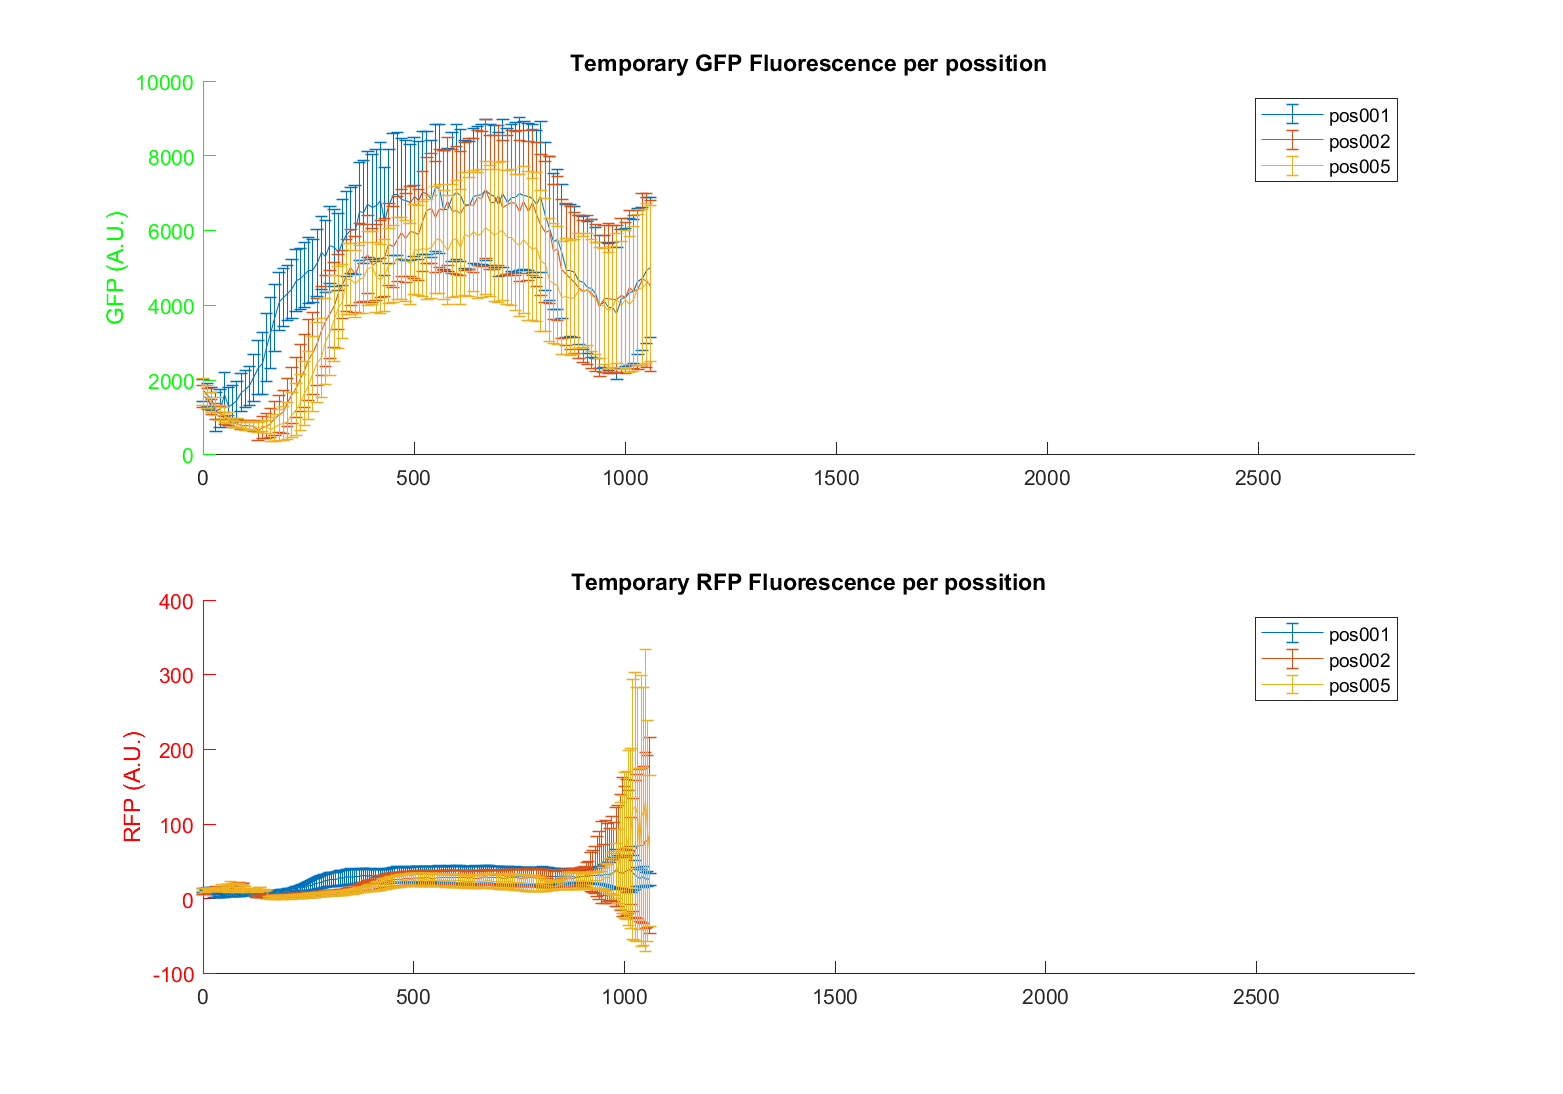 Temporary GFP Fluorescence per possition
GFP (A.U.)
10000
8000
6000
4000
2000
0
0 500 1000 1500 2000 2500
pos001
pos002
pos005
Temporary RFP Fluorescence per possition
RFP (A.U.)
400
300
200
100
0
-100
0 500 1000 1500 2000 2500
pos001
pos002
pos005